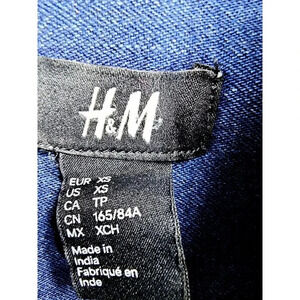 H&M
EUR XS
US XS
CA TP
CN 165/84A
MX XCH
Made in
India
Fabriqué en
Inde